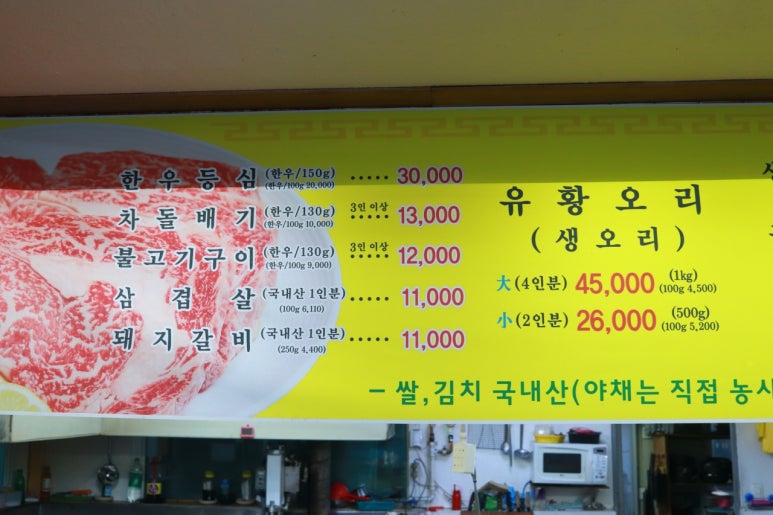 한우등심 (한우/150g) ····· 30,000
(한우/100g 20,000)
차돌배기 (한우/130g) 3인 이상 ····· 13,000
(한우/100g 10,000)
불고기구이 (한우/130g) 3인 이상 ····· 12,000
(한우/100g 9,000)
삼겹살 (국내산 1인분) ····· 11,000
(100g 6,110)
돼지갈비 (국내산 1인분) ····· 11,000
(250g 4,400)
유황오리
(생오리)
大 (4인분) 45,000 (1kg)
(100g 4,500)
小 (2인분) 26,000 (500g)
(100g 5,200)
- 쌀,김치 국내산(야채는 직접 농사